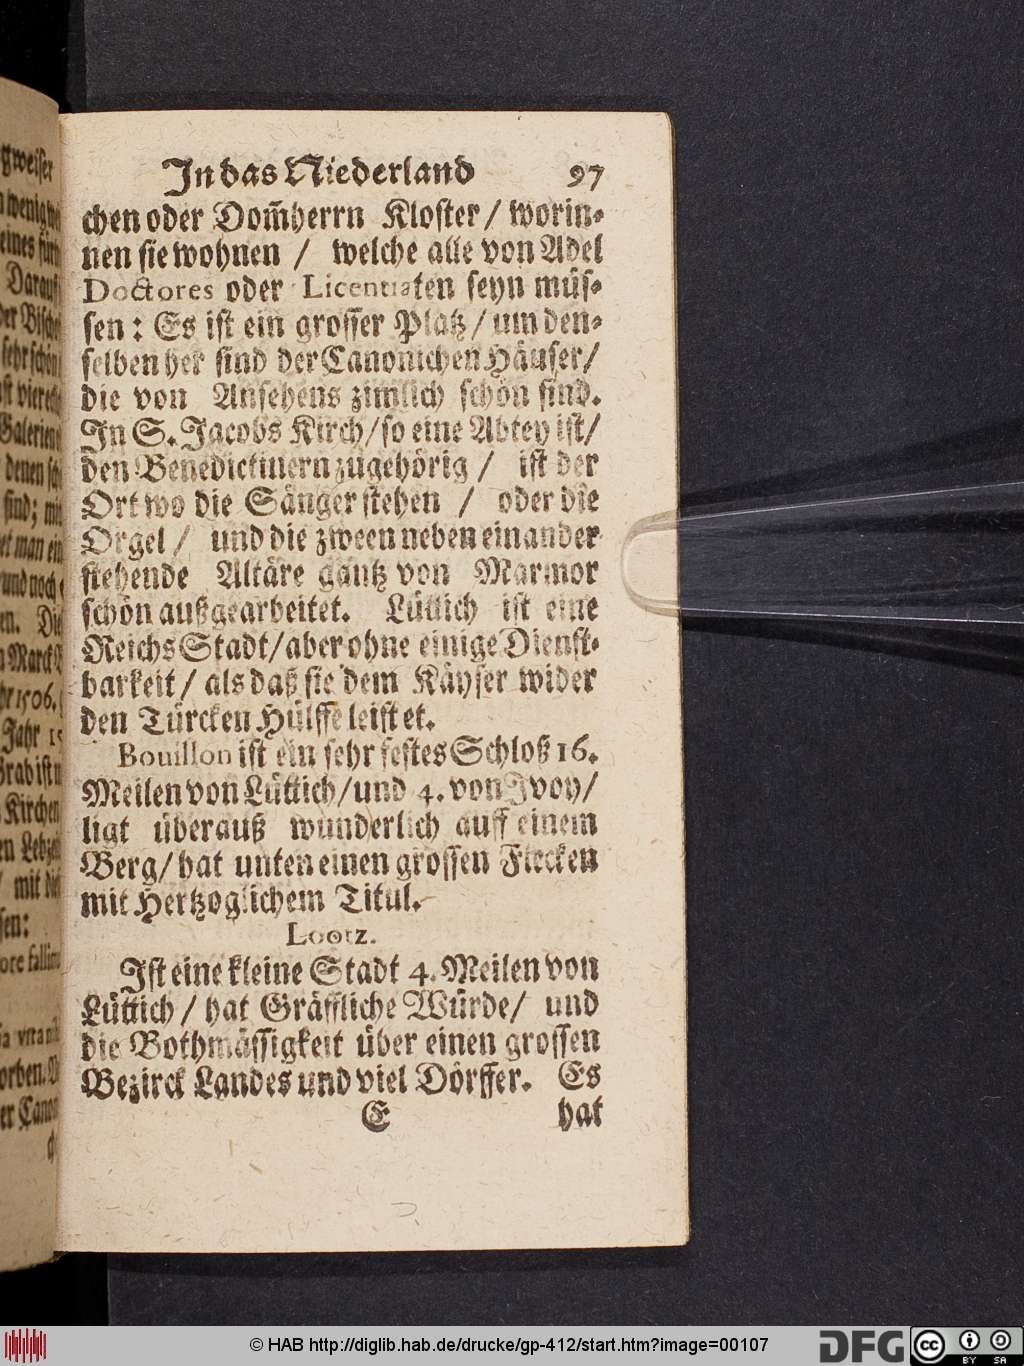 In das Niederland 97
chen oder Dom̃herrn Kloster / worin-
nen sie wohnen / welche alle von Adel
Doctores oder Licentiaten seyn müs-
sen: Es ist ein grosser Platz / um den-
selben her sind der Canonichen Häuser /
die von Ansehens zimlich schön sind.
In S. Jacobs Kirch / so eine Abtey ist /
den Benedictinern zugehörig / ist der
Ort wo die Sänger stehen / oder die
Orgel / und die zween neben einander
stehende Altäre gantz von Marmor
schön außgearbeitet. Lüttich ist eine
Reichs Stadt / aber ohne einige Dienst-
barkeit / als daß sie dem Käyser wider
den Türcken Hülffe leistet.
Bouillon ist ein sehr festes Schloß 16.
Meilen von Lüttich / und 4. von Ivoy /
ligt überauß wunderlich auff einem
Berg / hat unten einen grossen Flecken
mit Hertzoglichem Titul.
Lootz.
Ist eine kleine Stadt 4. Meilen von
Lüttich / hat Gräffliche Würde / und
die Bothmässigkeit über einen grossen
Bezirck Landes und viel Dörffer. Es
E hat
© HAB http://diglib.hab.de/drucke/gp-412/start.htm?image=00107
DFG cc BY SA